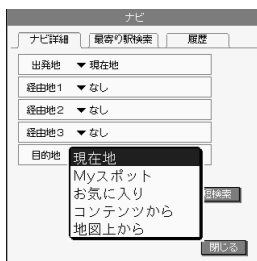 ナビ
ナビ詳細 最寄り駅検索 履歴
出発地 ▼現在地
経由地1 ▼なし
経由地2 ▼なし
経由地3 ▼なし
目的地 現在地
Myスポット
お気に入り
検索
コンテンツから
地図上から
閉じる